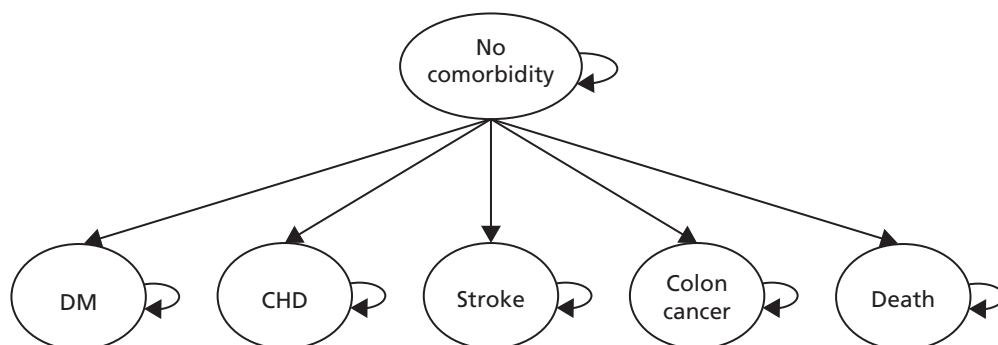 No
comorbidity
DM
CHD
Stroke
Colon
cancer
Death